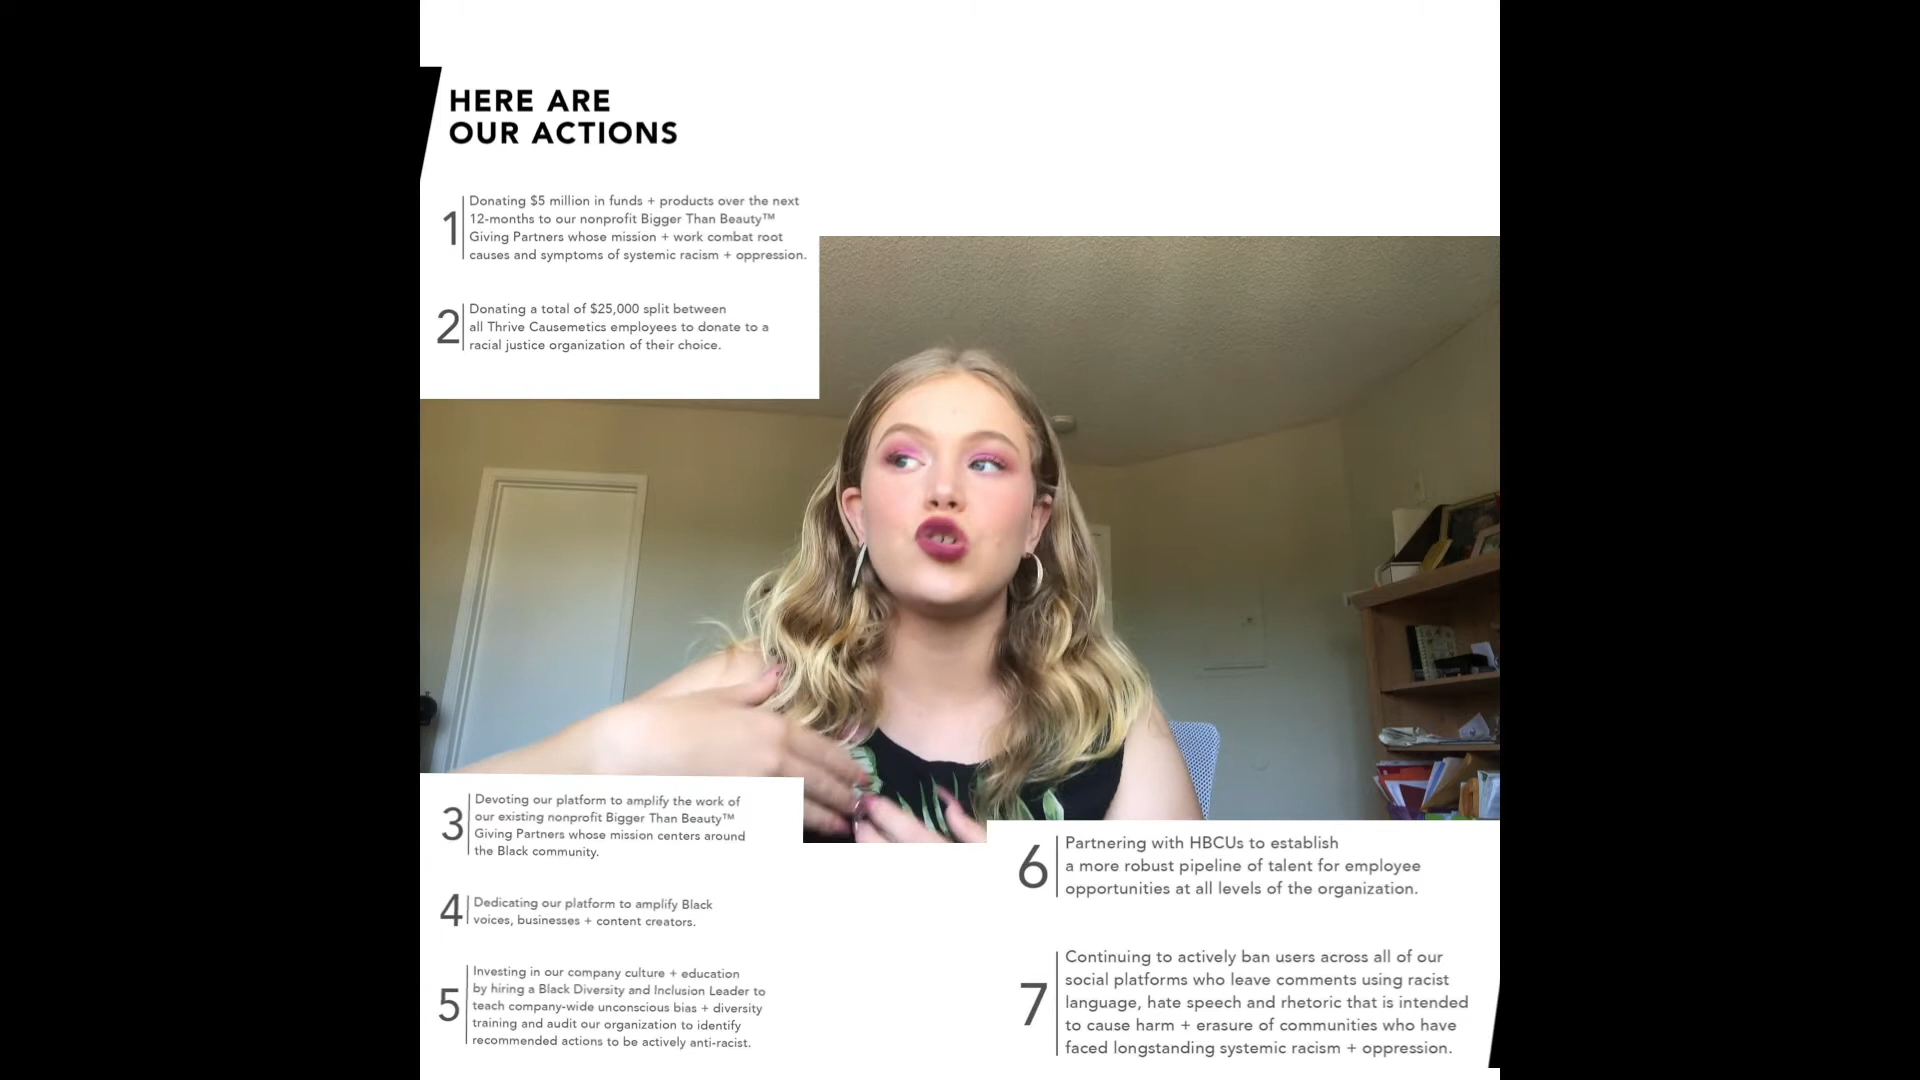 HERE ARE
OUR ACTIONS
1
Donating $5 million in funds + products over the next
12-months to our nonprofit Bigger Than Beauty™
Giving Partners whose mission + work combat root
causes and symptoms of systemic racism + oppression.
2
Donating a total of $25,000 split between
all Thrive Causemetics employees to donate to a
racial justice organization of their choice.
3
Devoting our platform to amplify the work of
our existing nonprofit Bigger Than Beauty™
Giving Partners whose mission centers around
the Black community.
4
Dedicating our platform to amplify Black
voices, businesses + content creators.
5
Investing in our company culture + education
by hiring a Black Diversity and Inclusion Leader to
teach company-wide unconscious bias + diversity
training and audit our organization to identify
recommended actions to be actively anti-racist.
6
Partnering with HBCUs to establish
a more robust pipeline of talent for employee
opportunities at all levels of the organization.
7
Continuing to actively ban users across all of our
social platforms who leave comments using racist
language, hate speech and rhetoric that is intended
to cause harm + erasure of communities who have
faced longstanding systemic racism + oppression.